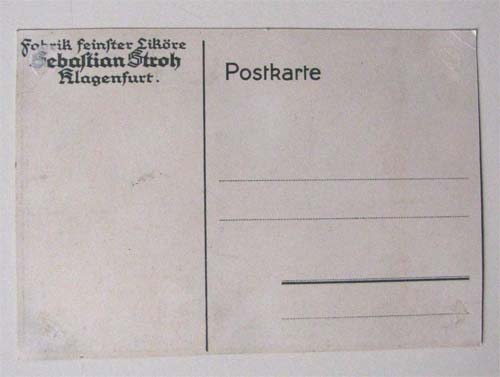 Fabrik feinster Liköre
Sebastian Stroh
Klagenfurt.
Postkarte